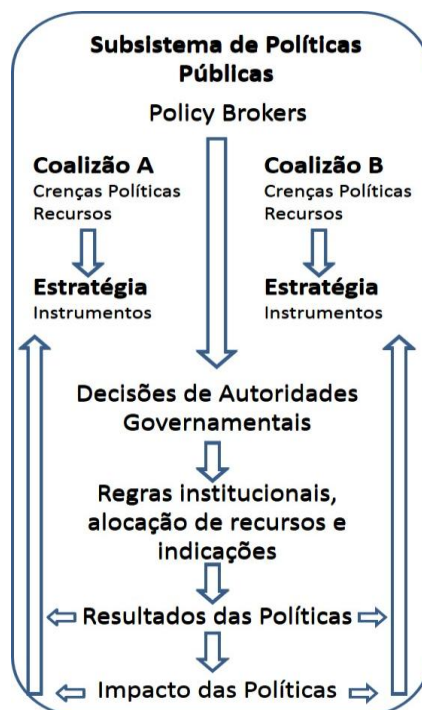 Subsistema de Políticas
Públicas
Policy Brokers
Coalizão A
Crenças Políticas
Recursos
Estratégia
Instrumentos
Coalizão B
Crenças Políticas
Recursos
Estratégia
Instrumentos
Decisões de Autoridades
Governamentais
Regras institucionais,
alocação de recursos e
indicações
Resultados das Políticas
Impacto das Políticas